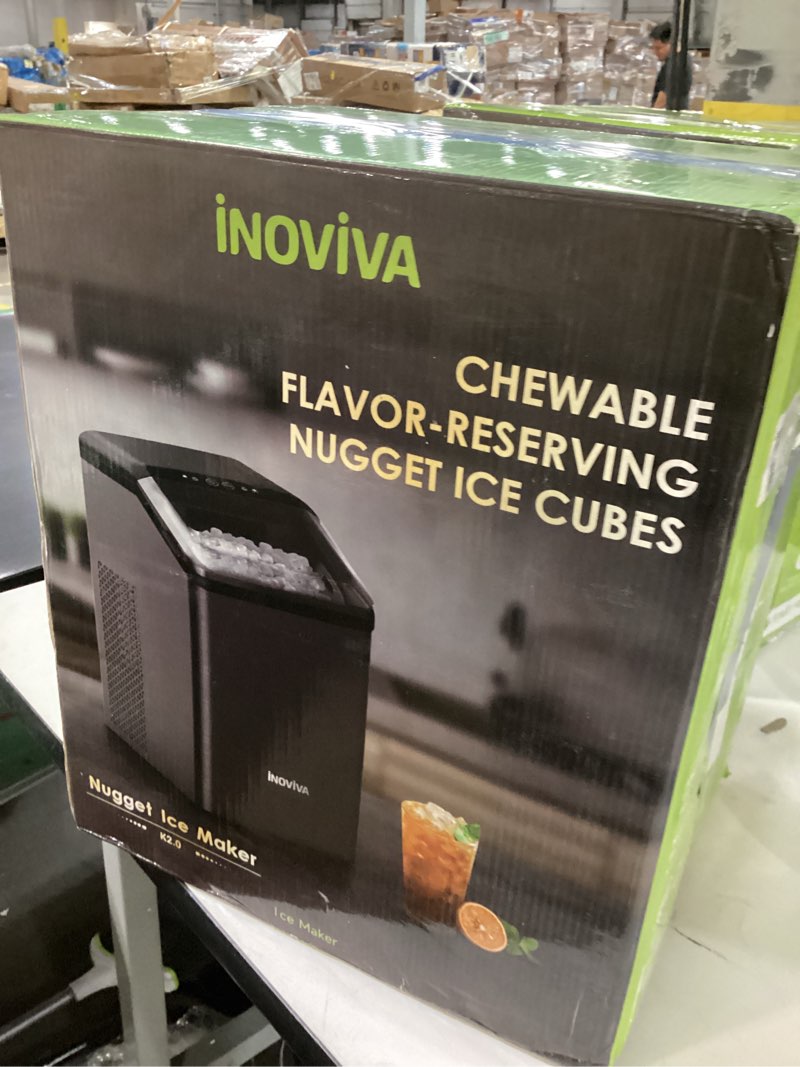 iNOViVA
CHEWABLE
FLAVOR-RESERVING
NUGGET ICE CUBES
iNOViVA
Nugget Ice Maker
K2.0
Ice Maker